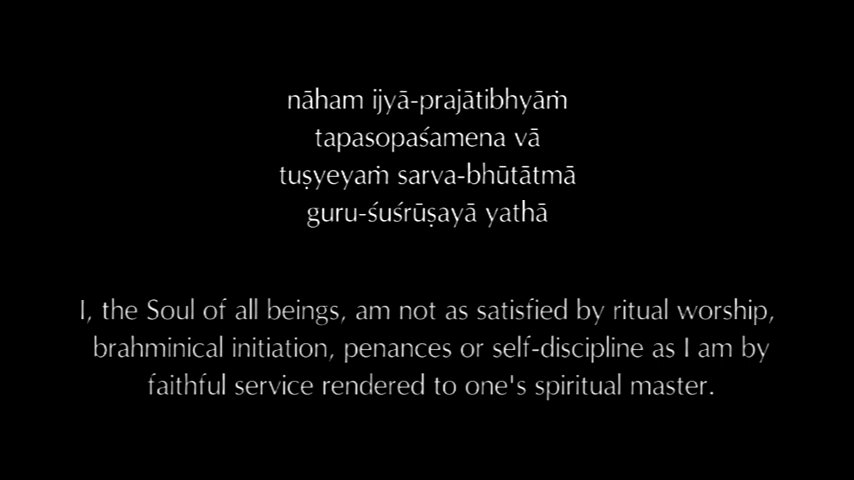 nāham ijyā-prajātibhyāṁ
tapasopaśamena vā
tuṣyeyaṁ sarva-bhūtātmā
guru-śuśrūṣayā yathā
I, the Soul of all beings, am not as satisfied by ritual worship,
brahminical initiation, penances or self-discipline as I am by
faithful service rendered to one's spiritual master.